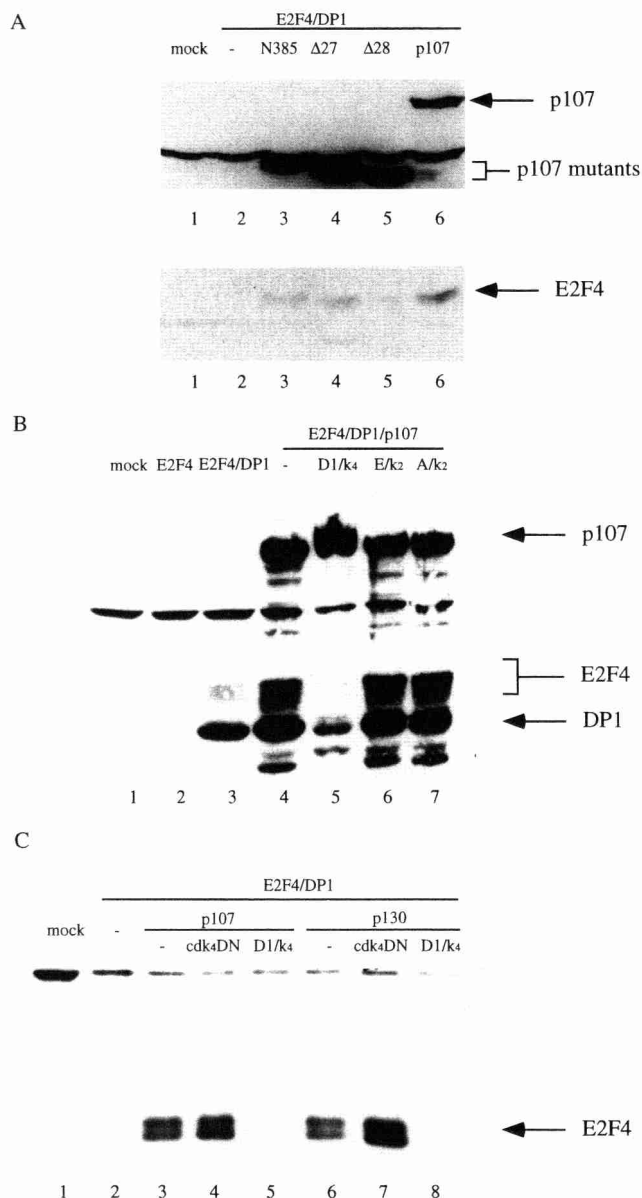 A
E2F4/DP1
mock - N385 Δ27 Δ28 p107
p107
p107 mutants
1 2 3 4 5 6
E2F4
1 2 3 4 5 6
B
E2F4/DP1/p107
mock E2F4 E2F4/DP1 - D1/k4 E/k2 A/k2
p107
E2F4
DP1
1 2 3 4 5 6 7
C
E2F4/DP1
p107 p130
mock - - cdk4DN D1/k4 - cdk4DN D1/k4
E2F4
1 2 3 4 5 6 7 8